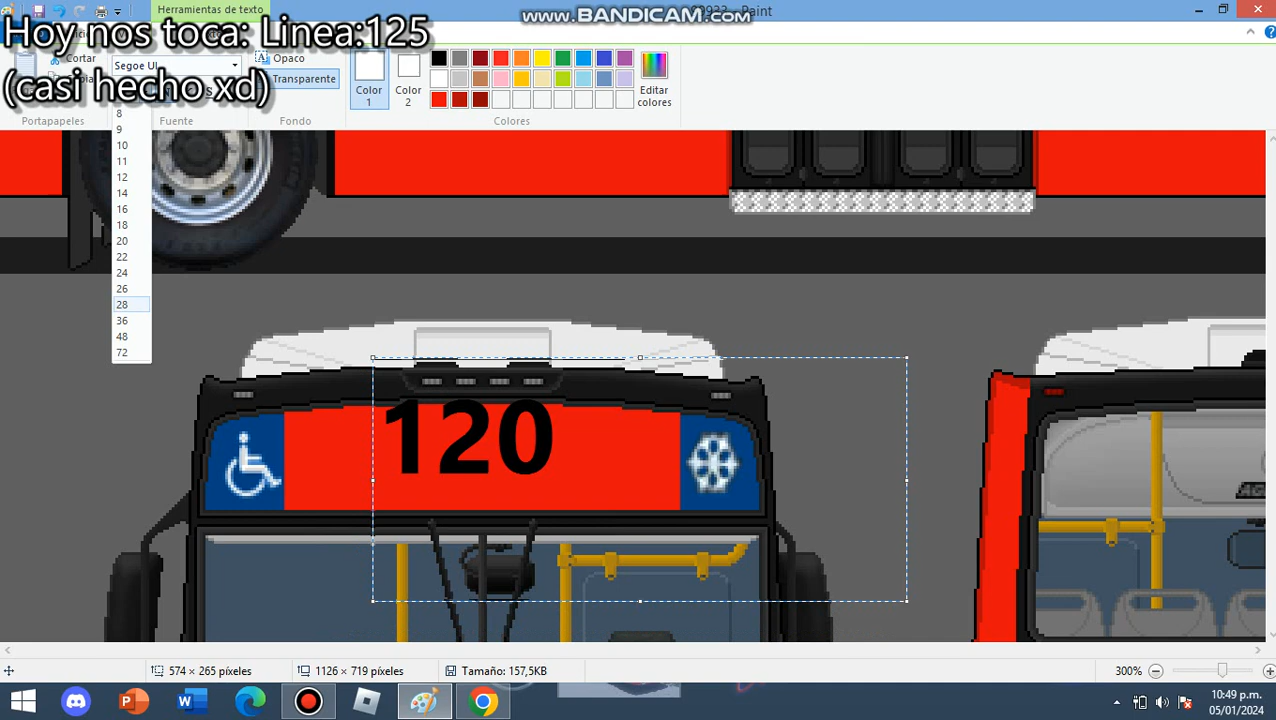 Herramientas de texto
www.BANDICAM.com
Paint
Hoy nos toca: Linea:125
(casi hecho xd)
Cortar
Segoe UI
Opaco
Transparente
Color 1
Color 2
Editar colores
Portapapeles
Fuente
Fondo
Colores
8
9
10
11
12
14
16
18
20
22
24
26
28
36
48
72
120
574 × 265 píxeles
1126 × 719 píxeles
Tamaño: 157,5KB
300%
10:49 p.m.
05/01/2024